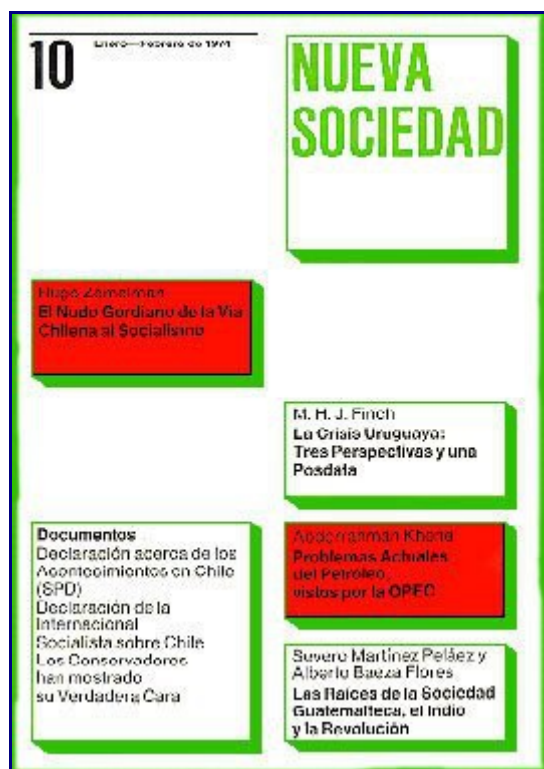 10
Enero—Febrero de 1974
NUEVA
SOCIEDAD
Hugo Zemelman
El Nudo Gordiano de la Via
Chilena al Socialismo
M. H. J. Finch
La Crisis Uruguaya:
Tres Perspectivas y una
Posdata
Documentos
Declaración acerca de los
Acontecimientos en Chile
(SPD)
Declaración de la
Internacional
Socialista sobre Chile
Los Conservadores
han mostrado
su Verdadera Cara
Abderrahman Khene
Problemas Actuales
del Petroleo,
vistos por la OPEC
Severo Martínez Peláez y
Alberto Baeza Flores
Las Raíces de la Sociedad
Guatemalteca, el Indio
y la Revolución